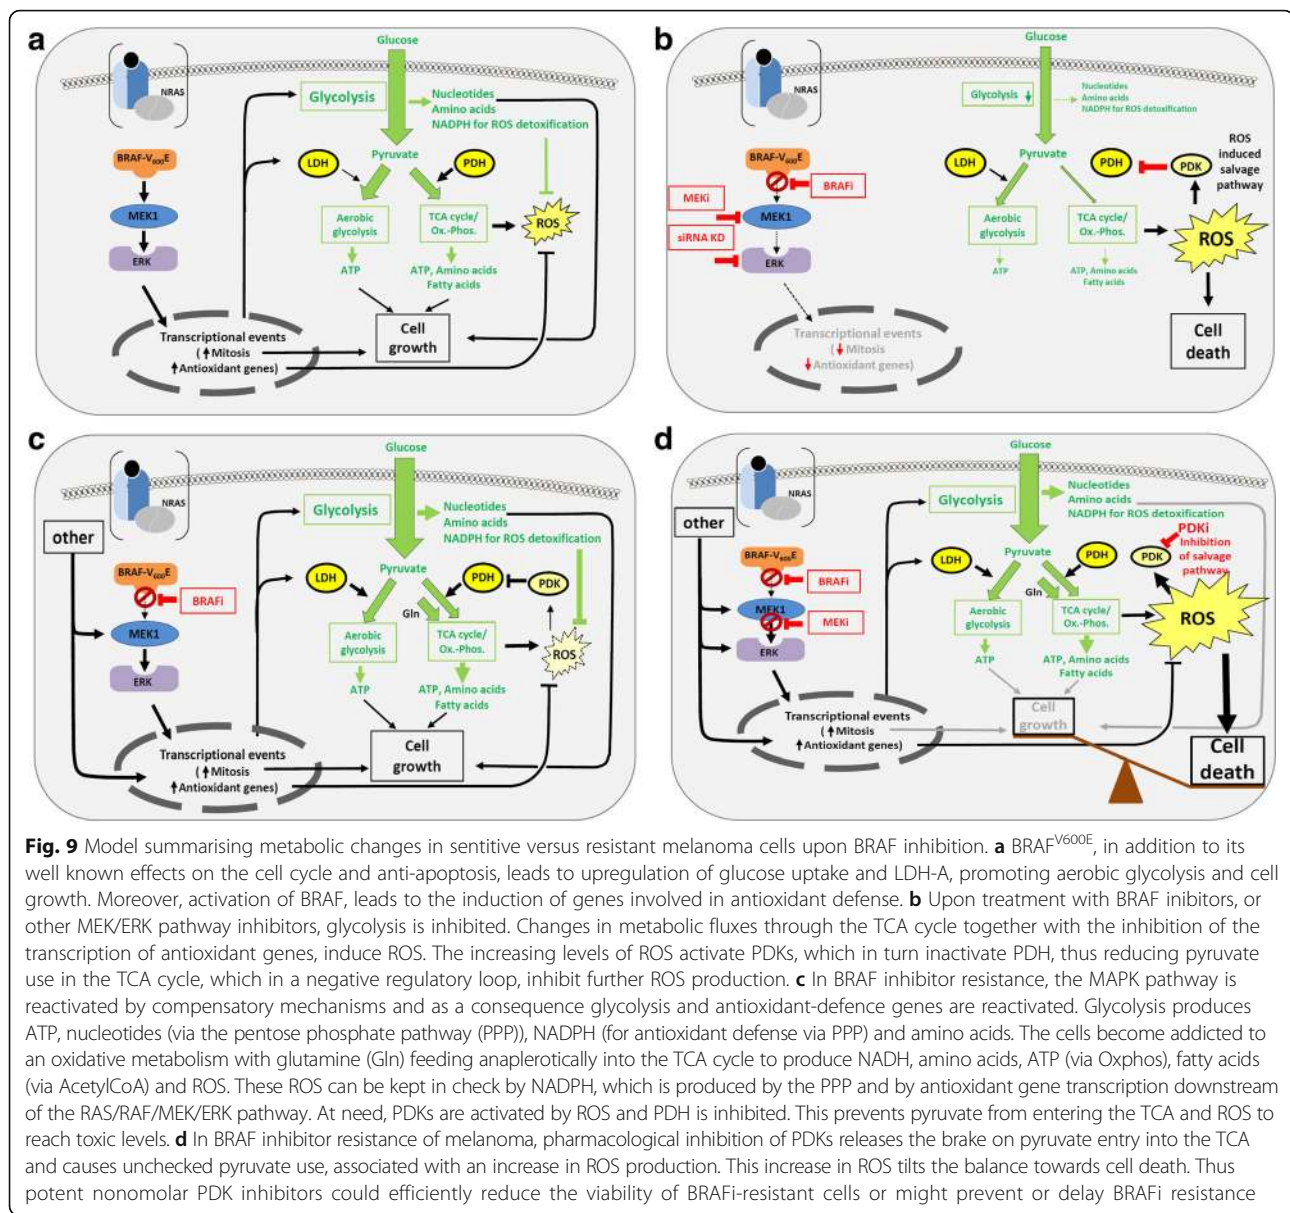 a
Glucose
NRAS
Glycolysis
Nucleotides
Amino acids
NADPH for ROS detoxification
BRAF-V600E
LDH
Pyruvate
PDH
MEK1
Aerobic
glycolysis
TCA cycle/
Ox.-Phos.
ROS
ERK
ATP
ATP, Amino acids
Fatty acids
Transcriptional events
(↑Mitosis
↑Antioxidant genes)
Cell
growth
b
Glucose
NRAS
Glycolysis
Nucleotides
Amino acids
NADPH for ROS detoxification
BRAF-V600E
BRAFi
LDH
Pyruvate
PDH
PDK
ROS
induced
salvage
pathway
MEKi
MEK1
siRNA KD
ERK
Aerobic
glycolysis
TCA cycle/
Ox.-Phos.
ROS
ATP
ATP, Amino acids
Fatty acids
Transcriptional events
(↓Mitosis
↓Antioxidant genes)
Cell
death
c
Glucose
NRAS
other
Glycolysis
Nucleotides
Amino acids
NADPH for ROS detoxification
BRAF-V600E
BRAFi
LDH
Pyruvate
PDH
PDK
Gln
MEK1
Aerobic
glycolysis
TCA cycle/
Ox.-Phos.
ROS
ERK
ATP
ATP, Amino acids
Fatty acids
Transcriptional events
(↑Mitosis
↑Antioxidant genes)
Cell
growth
d
Glucose
NRAS
other
Glycolysis
Nucleotides
Amino acids
NADPH for ROS detoxification
PDKi
Inhibition
of salvage
pathway
BRAF-V600E
BRAFi
LDH
Pyruvate
PDH
PDK
Gln
MEK1
MEKi
Aerobic
glycolysis
TCA cycle/
Ox.-Phos.
ROS
ERK
ATP
ATP, Amino acids
Fatty acids
Transcriptional events
(↑Mitosis
↑Antioxidant genes)
Cell
growth
Cell
death
Fig. 9 Model summarising metabolic changes in sentitive versus resistant melanoma cells upon BRAF inhibition. a BRAFV600E, in addition to its
well known effects on the cell cycle and anti-apoptosis, leads to upregulation of glucose uptake and LDH-A, promoting aerobic glycolysis and cell
growth. Moreover, activation of BRAF, leads to the induction of genes involved in antioxidant defense. b Upon treatment with BRAF inibitors, or
other MEK/ERK pathway inhibitors, glycolysis is inhibited. Changes in metabolic fluxes through the TCA cycle together with the inhibition of the
transcription of antioxidant genes, induce ROS. The increasing levels of ROS activate PDKs, which in turn inactivate PDH, thus reducing pyruvate
use in the TCA cycle, which in a negative regulatory loop, inhibit further ROS production. c In BRAF inhibitor resistance, the MAPK pathway is
reactivated by compensatory mechanisms and as a consequence glycolysis and antioxidant-defence genes are reactivated. Glycolysis produces
ATP, nucleotides (via the pentose phosphate pathway (PPP)), NADPH (for antioxidant defense via PPP) and amino acids. The cells become addicted to
an oxidative metabolism with glutamine (Gln) feeding anaplerotically into the TCA cycle to produce NADH, amino acids, ATP (via Oxphos), fatty acids
(via AcetylCoA) and ROS. These ROS can be kept in check by NADPH, which is produced by the PPP and by antioxidant gene transcription downstream
of the RAS/RAF/MEK/ERK pathway. At need, PDKs are activated by ROS and PDH is inhibited. This prevents pyruvate from entering the TCA and ROS to
reach toxic levels. d In BRAF inhibitor resistance of melanoma, pharmacological inhibition of PDKs releases the brake on pyruvate entry into the TCA
and causes unchecked pyruvate use, associated with an increase in ROS production. This increase in ROS tilts the balance towards cell death. Thus
potent nonomolar PDK inhibitors could efficiently reduce the viability of BRAFi-resistant cells or might prevent or delay BRAFi resistance